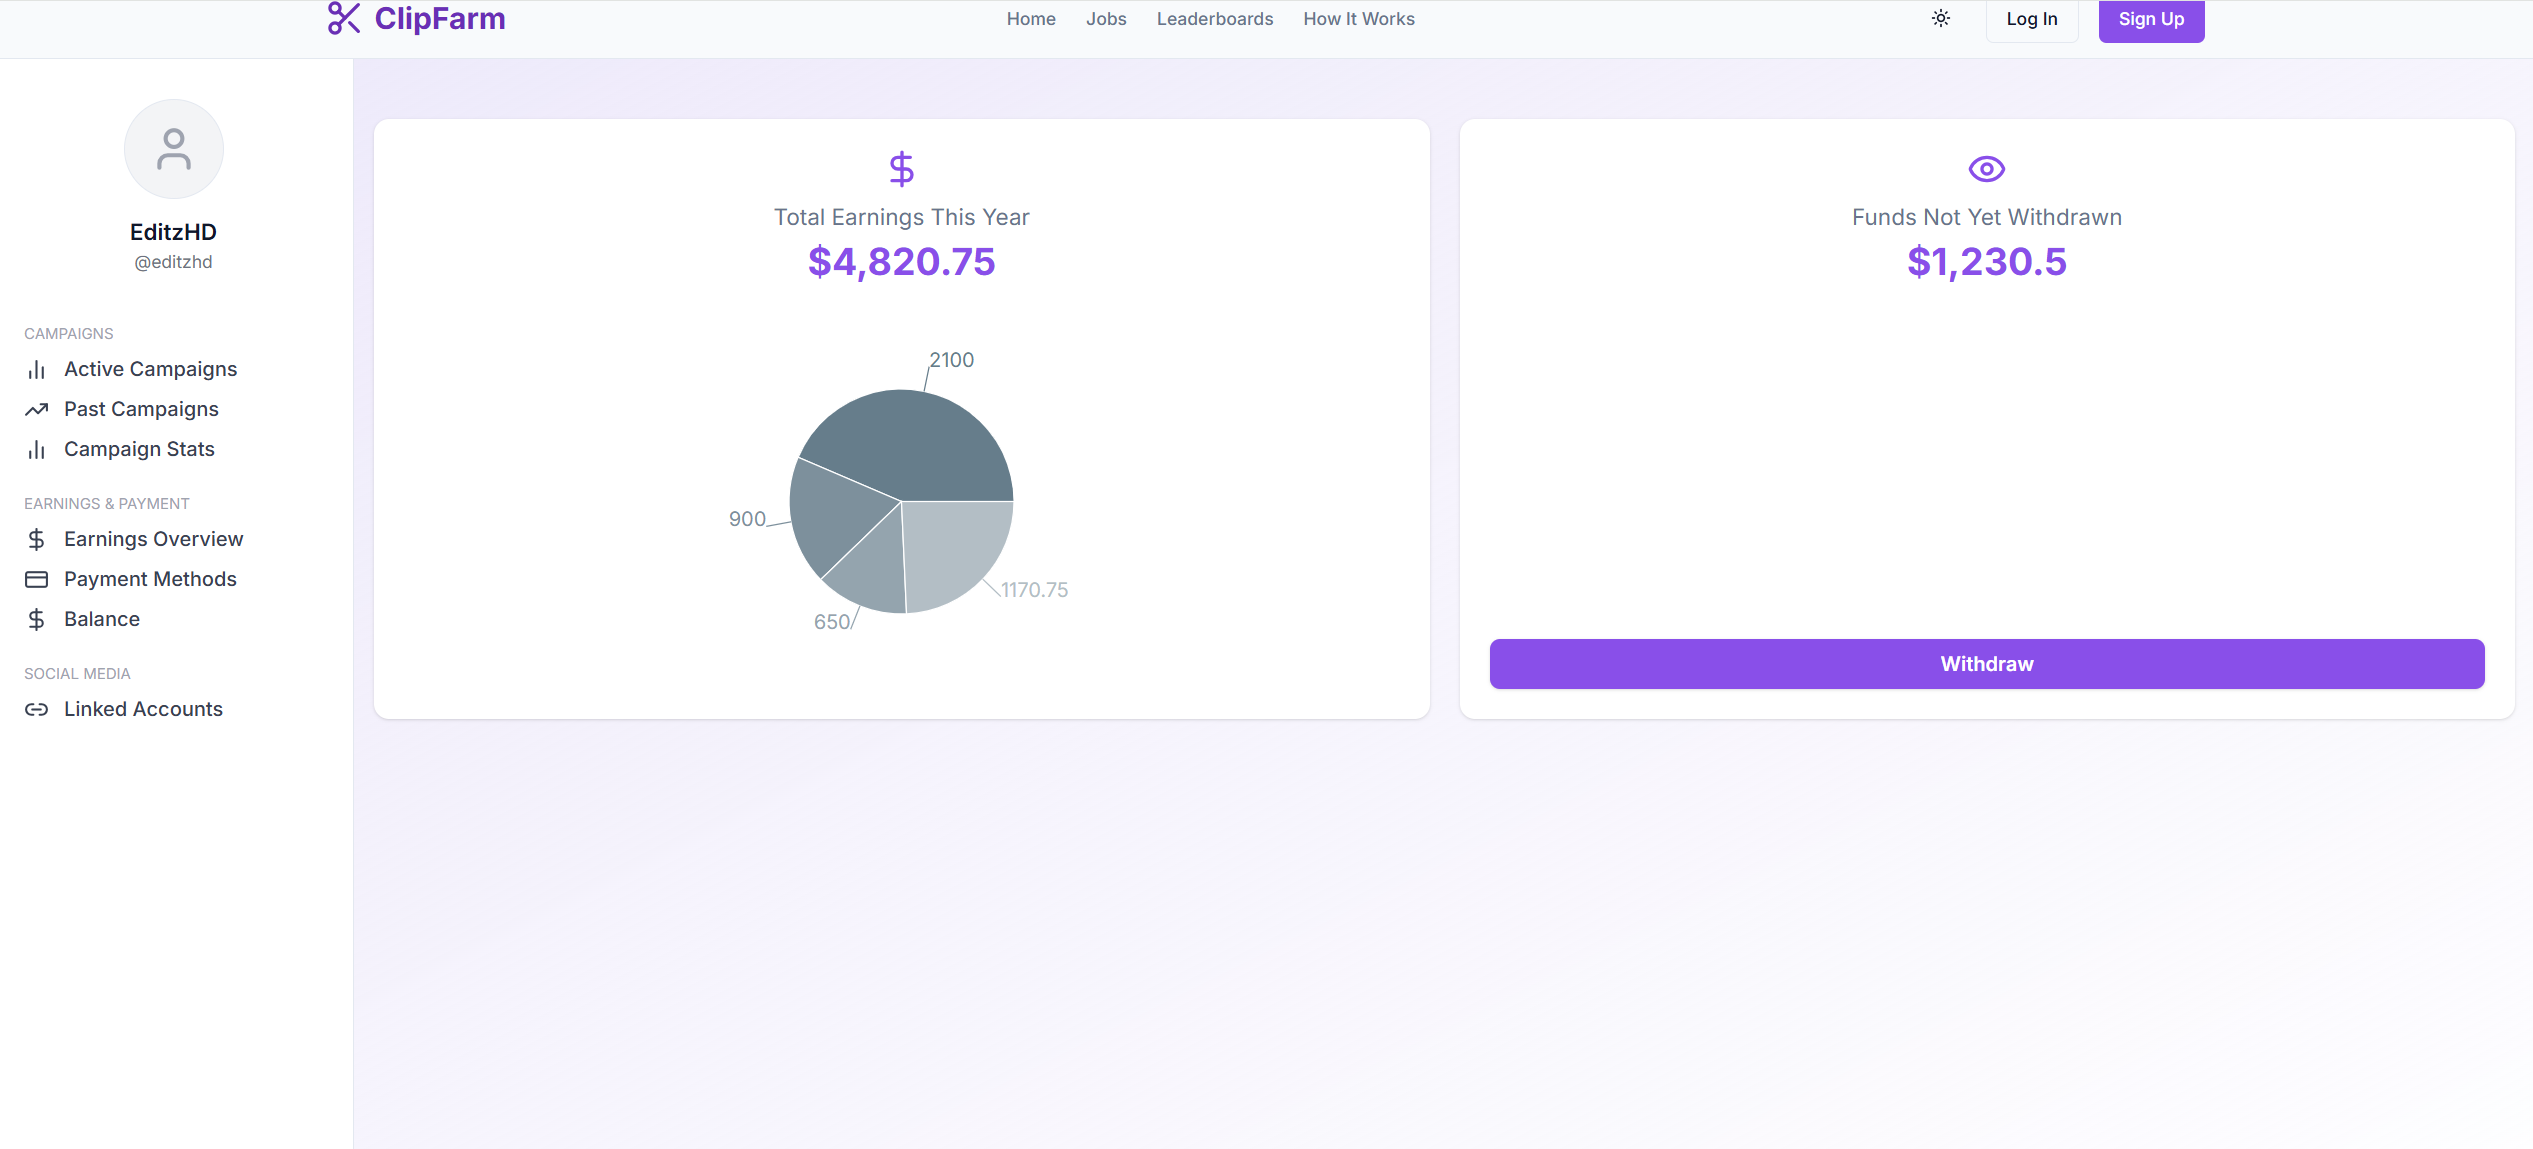 ClipFarm
Home Jobs Leaderboards How It Works
Log In
Sign Up
EditzHD
@editzhd
CAMPAIGNS
Active Campaigns
Past Campaigns
Campaign Stats
EARNINGS & PAYMENT
Earnings Overview
Payment Methods
Balance
SOCIAL MEDIA
Linked Accounts
Total Earnings This Year
$4,820.75
2100
900
1170.75
650
Funds Not Yet Withdrawn
$1,230.5
Withdraw